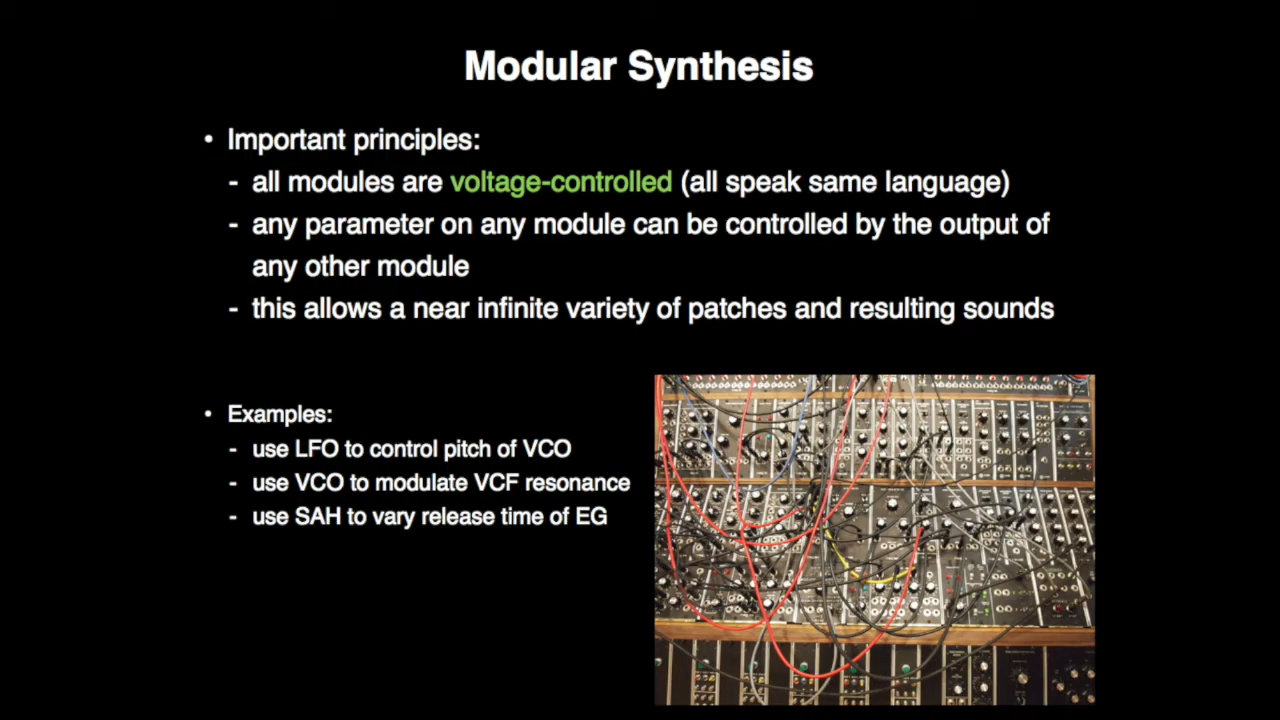 Modular Synthesis
• Important principles:
- all modules are voltage-controlled (all speak same language)
- any parameter on any module can be controlled by the output of
any other module
- this allows a near infinite variety of patches and resulting sounds
• Examples:
- use LFO to control pitch of VCO
- use VCO to modulate VCF resonance
- use SAH to vary release time of EG